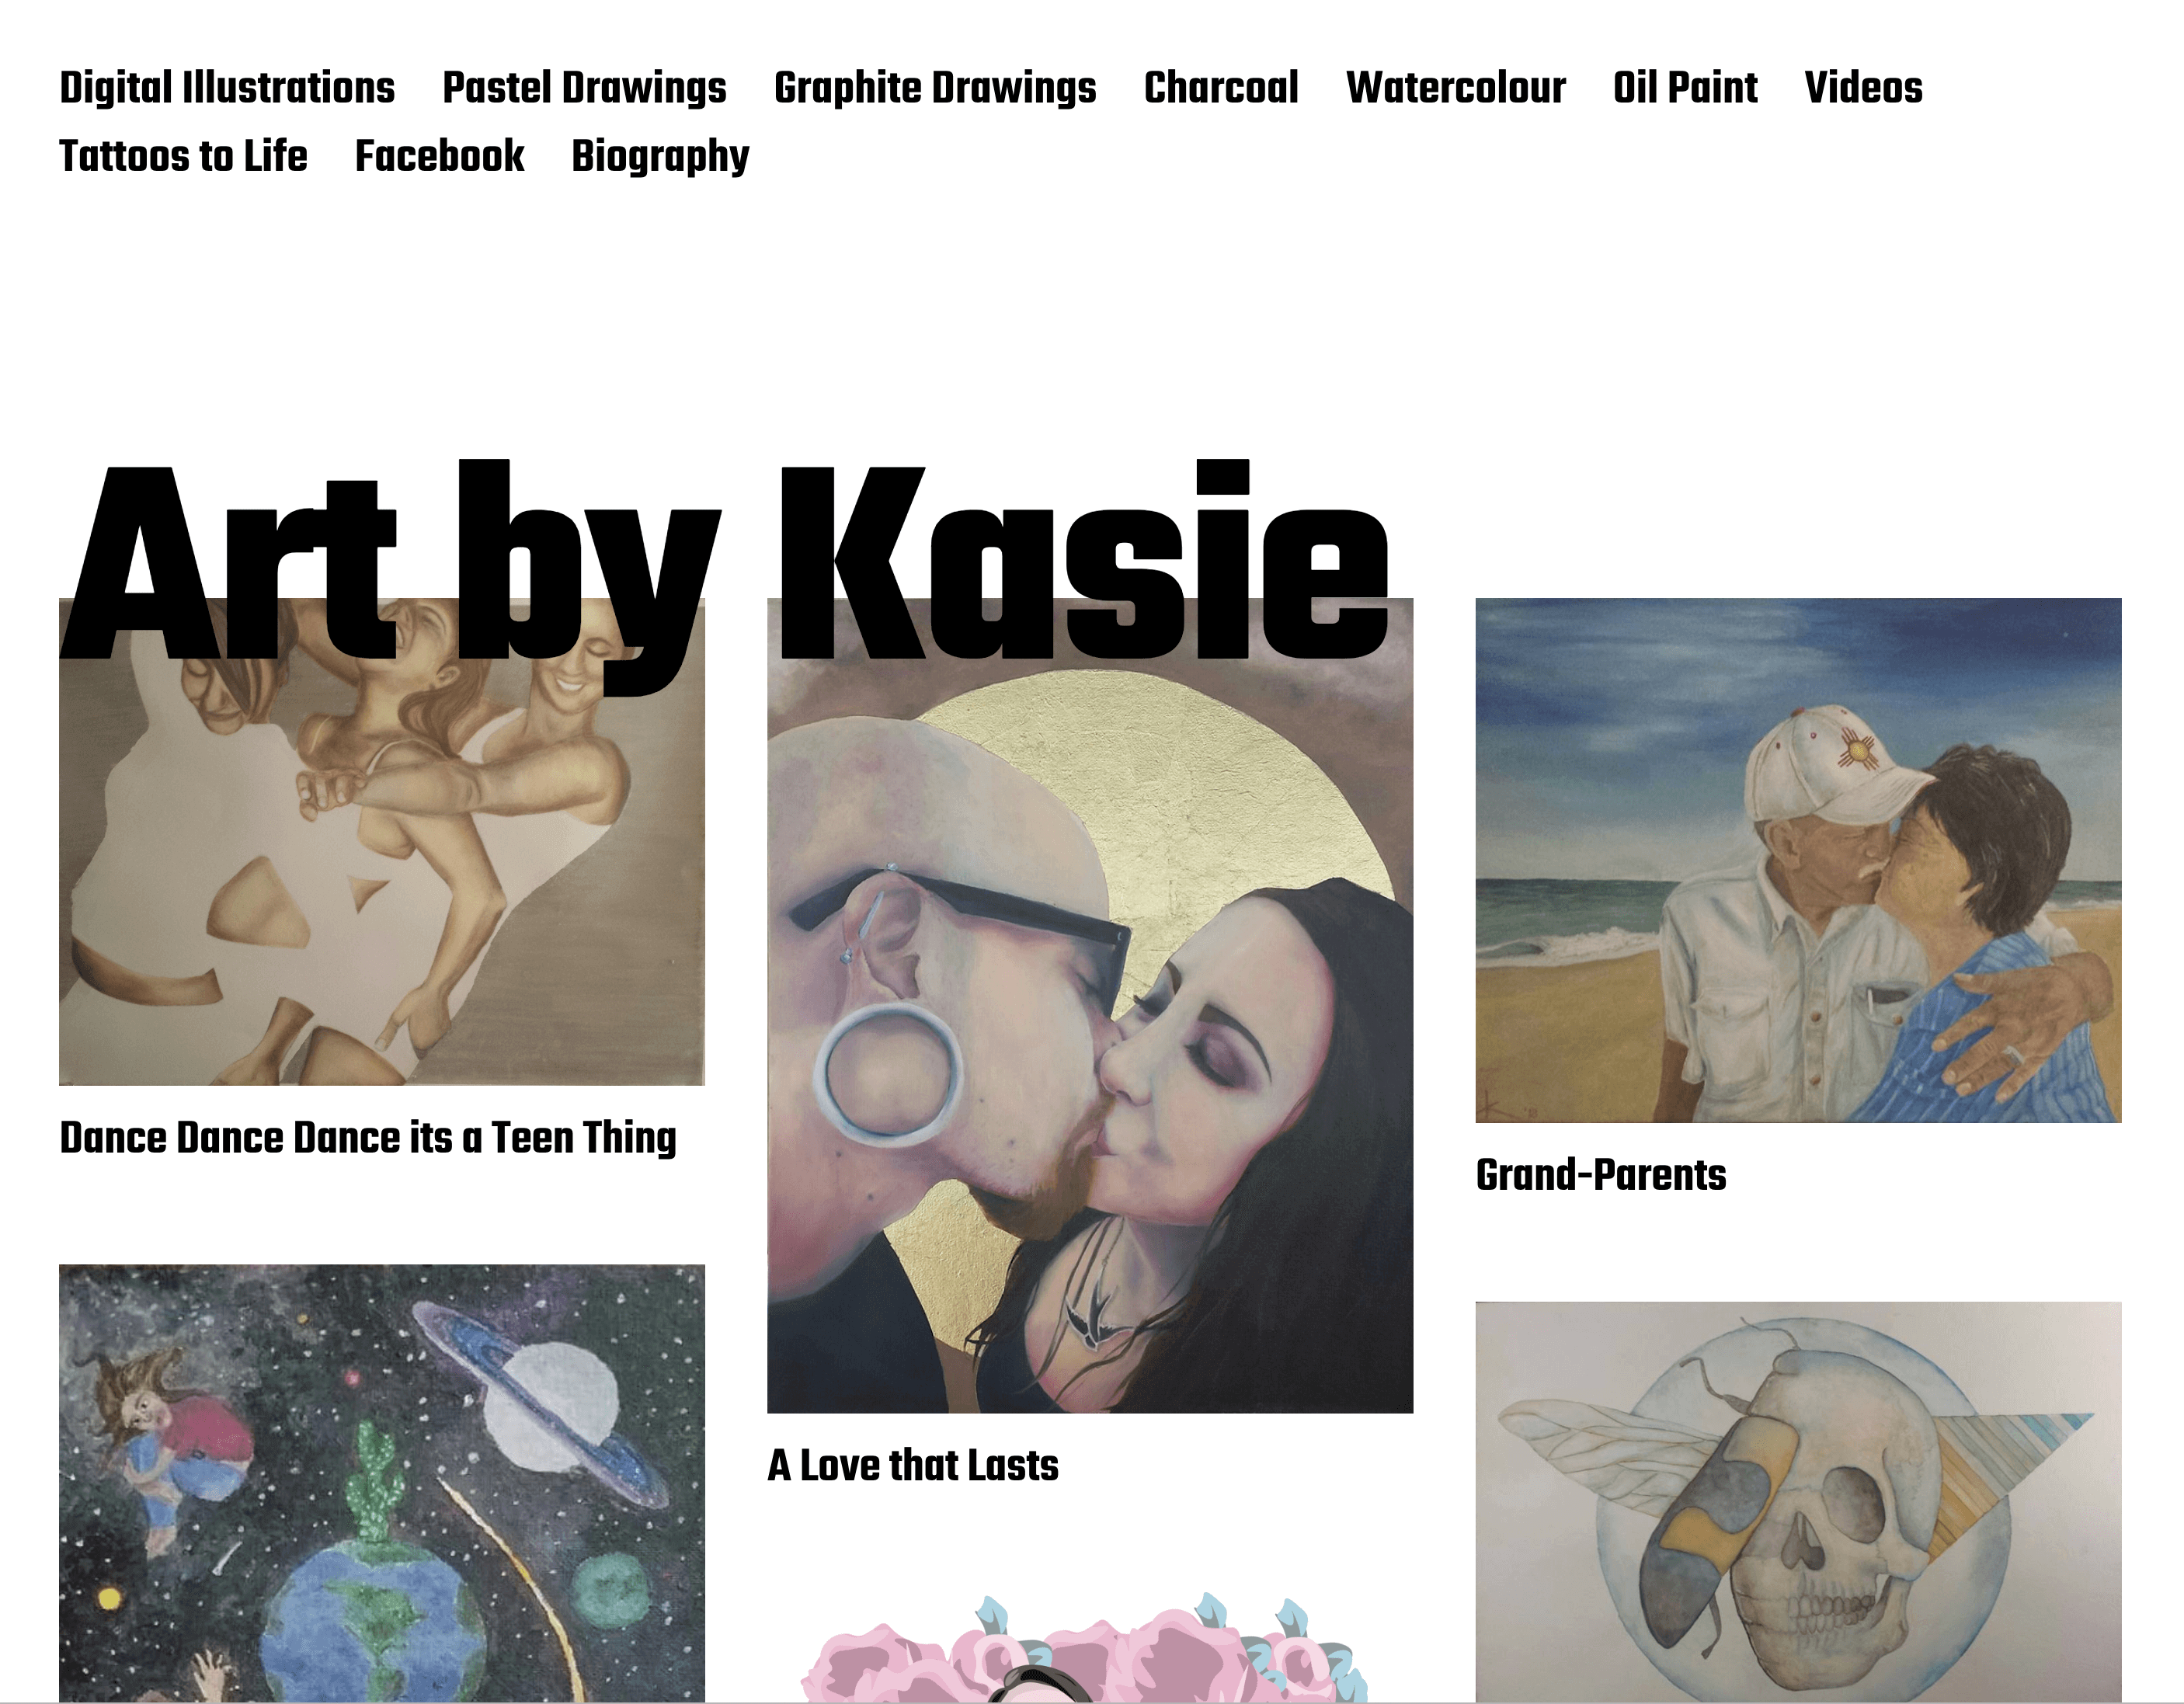 Digital Illustrations Pastel Drawings Graphite Drawings Charcoal Watercolour Oil Paint Videos
Tattoos to Life Facebook Biography
Art by Kasie
Dance Dance Dance its a Teen Thing
A Love that Lasts
Grand-Parents